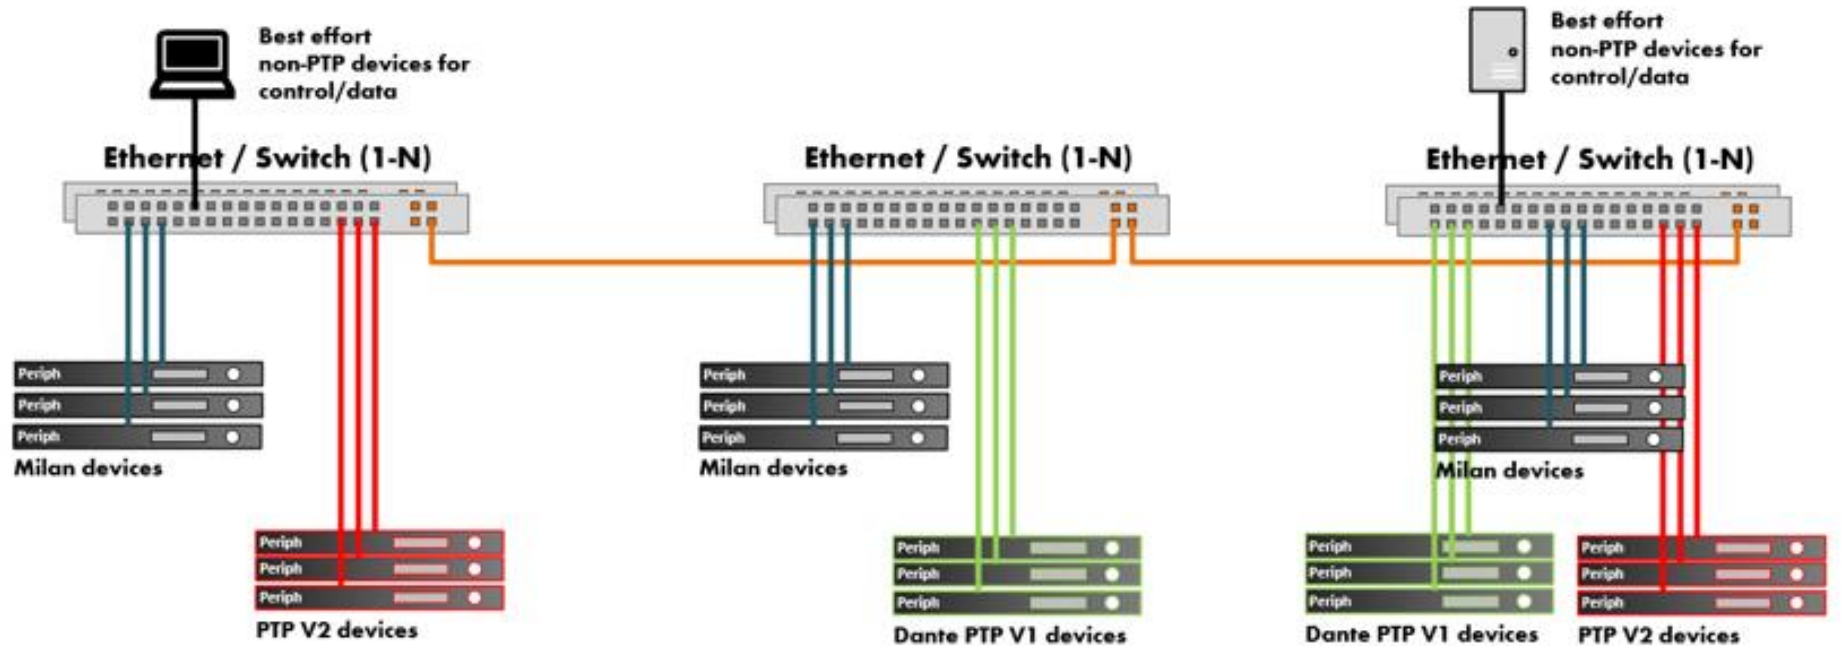 Best effort
non-PTP devices for
control/data
Best effort
non-PTP devices for
control/data
Ethernet / Switch (1-N)
Ethernet / Switch (1-N)
Ethernet / Switch (1-N)
Periph
Periph
Periph
Milan devices
Periph
Periph
Periph
Milan devices
Periph
Periph
Periph
Milan devices
Periph
Periph
Periph
PTP V2 devices
Periph
Periph
Periph
Dante PTP V1 devices
Periph
Periph
Periph
Dante PTP V1 devices
Periph
Periph
Periph
PTP V2 devices